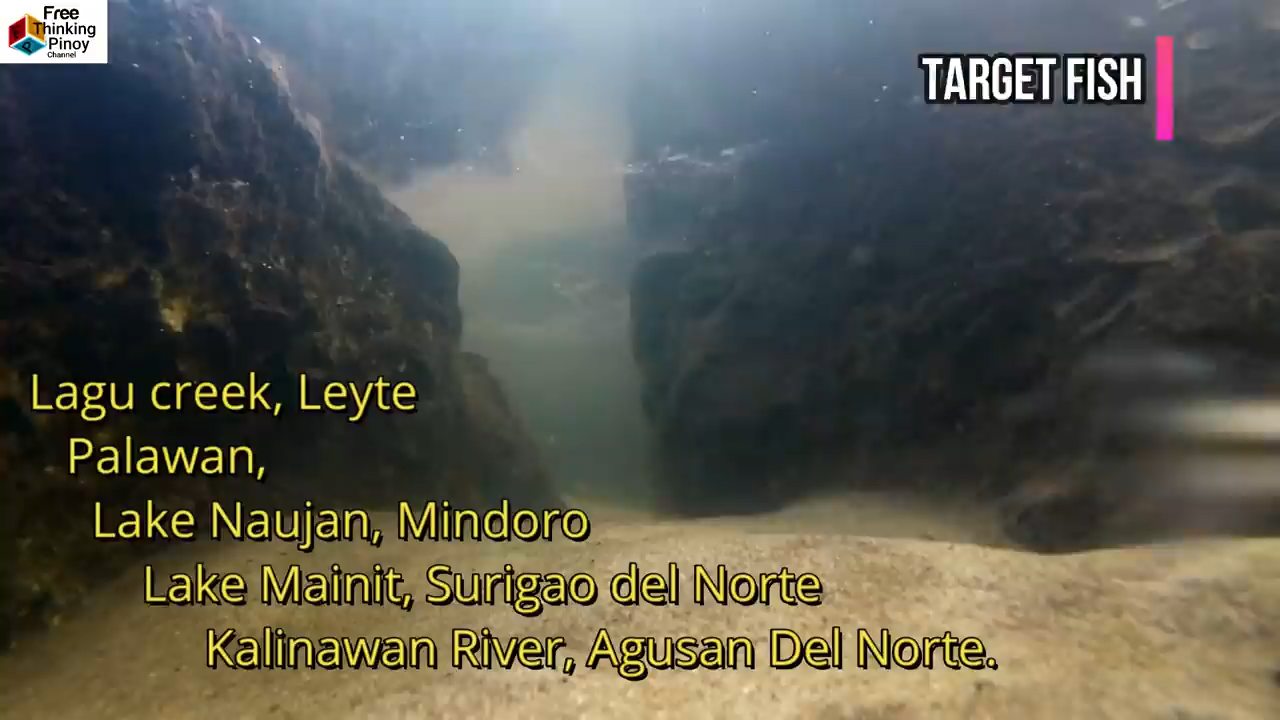 Free
Thinking
Pinoy
Channel
TARGET FISH
Lagu creek, Leyte
Palawan,
Lake Naujan, Mindoro
Lake Mainit, Surigao del Norte
Kalinawan River, Agusan Del Norte.